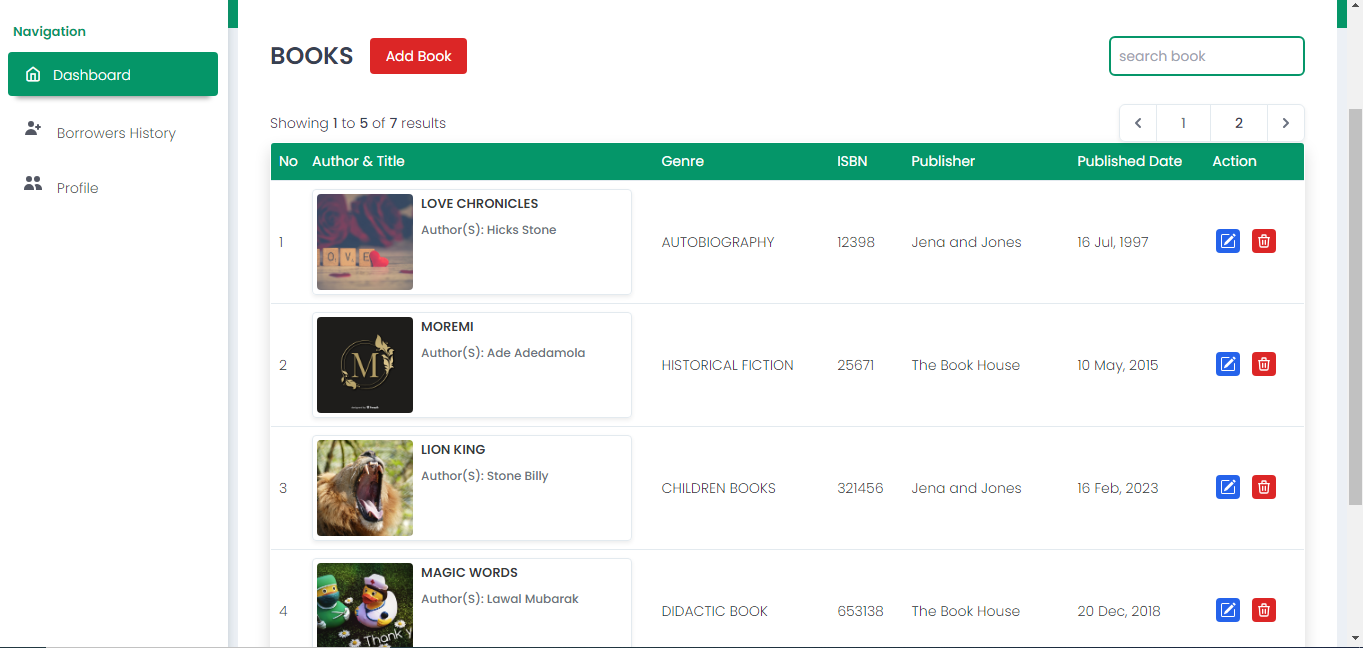 Navigation
Dashboard
Borrowers History
Profile
BOOKS
Add Book
search book
Showing 1 to 5 of 7 results
1 2
No Author & Title Genre ISBN Publisher Published Date Action
LOVE CHRONICLES
Author(S): Hicks Stone
OVE
1 AUTOBIOGRAPHY 12398 Jena and Jones 16 Jul, 1997
MOREMI
Author(S): Ade Adedamola
M
2 HISTORICAL FICTION 25671 The Book House 10 May, 2015
LION KING
Author(S): Stone Billy
3 CHILDREN BOOKS 321456 Jena and Jones 16 Feb, 2023
MAGIC WORDS
Author(S): Lawal Mubarak
4 DIDACTIC BOOK 653138 The Book House 20 Dec, 2018
Thank y